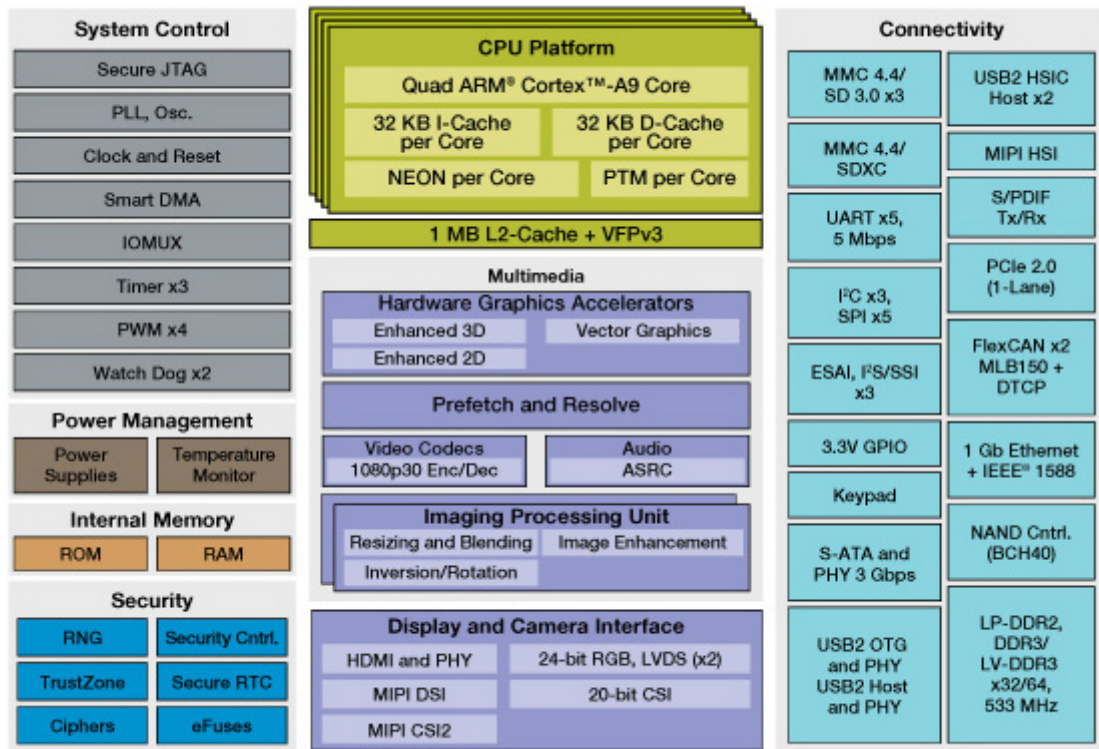 System Control
Secure JTAG
PLL, Osc.
Clock and Reset
Smart DMA
IOMUX
Timer x3
PWM x4
Watch Dog x2
Power Management
Power
Supplies
Temperature
Monitor
Internal Memory
ROM
RAM
Security
RNG
Security Cntrl.
TrustZone
Secure RTC
Ciphers
eFuses
CPU Platform
Quad ARM® Cortex™-A9 Core
32 KB I-Cache
per Core
32 KB D-Cache
per Core
NEON per Core
PTM per Core
1 MB L2-Cache + VFPv3
Multimedia
Hardware Graphics Accelerators
Enhanced 3D
Vector Graphics
Enhanced 2D
Prefetch and Resolve
Video Codecs
1080p30 Enc/Dec
Audio
ASRC
Imaging Processing Unit
Resizing and Blending
Image Enhancement
Inversion/Rotation
Display and Camera Interface
HDMI and PHY
24-bit RGB, LVDS (x2)
MIPI DSI
20-bit CSI
MIPI CSI2
Connectivity
MMC 4.4/
SD 3.0 x3
MMC 4.4/
SDXC
UART x5,
5 Mbps
I²C x3,
SPI x5
ESAI, I²S/SSI
x3
3.3V GPIO
Keypad
S-ATA and
PHY 3 Gbps
USB2 OTG
and PHY
USB2 Host
and PHY
USB2 HSIC
Host x2
MIPI HSI
S/PDIF
Tx/Rx
PCIe 2.0
(1-Lane)
FlexCAN x2
MLB150 +
DTCP
1 Gb Ethernet
+ IEEE® 1588
NAND Cntrl.
(BCH40)
LP-DDR2,
DDR3/
LV-DDR3
x32/64,
533 MHz